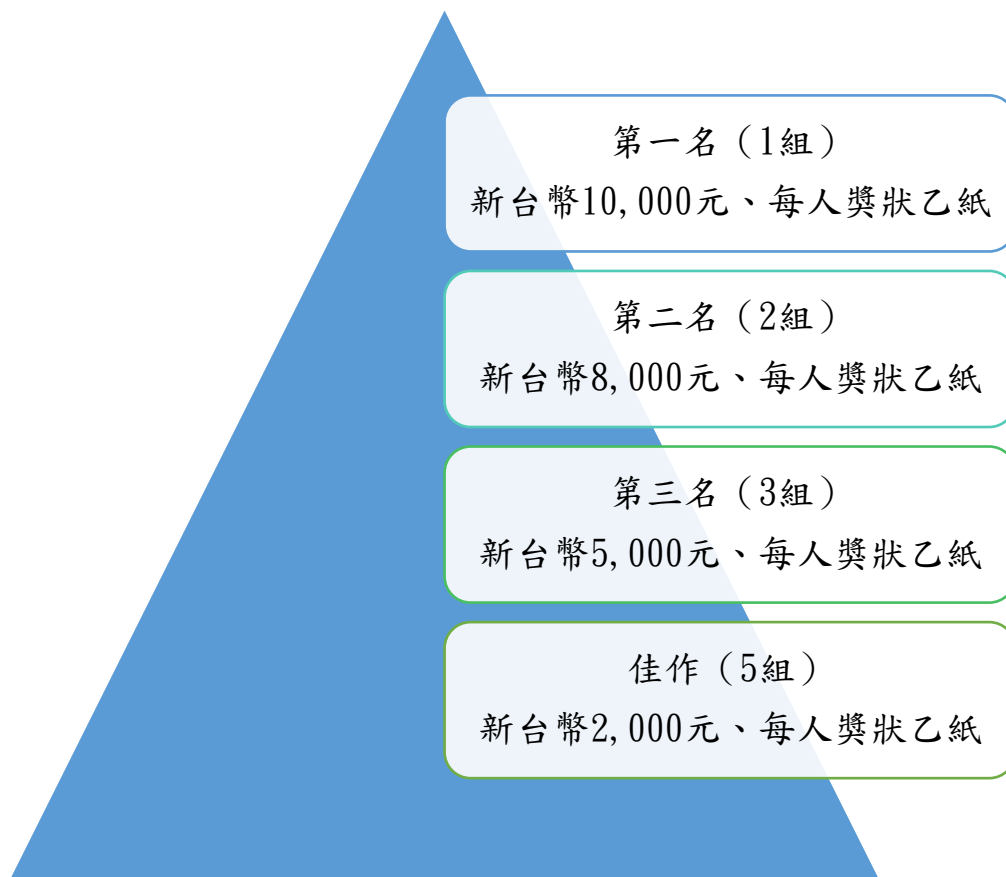 第一名（1組）
新台幣10,000元、每人獎狀乙紙
第二名（2組）
新台幣8,000元、每人獎狀乙紙
第三名（3組）
新台幣5,000元、每人獎狀乙紙
佳作（5組）
新台幣2,000元、每人獎狀乙紙